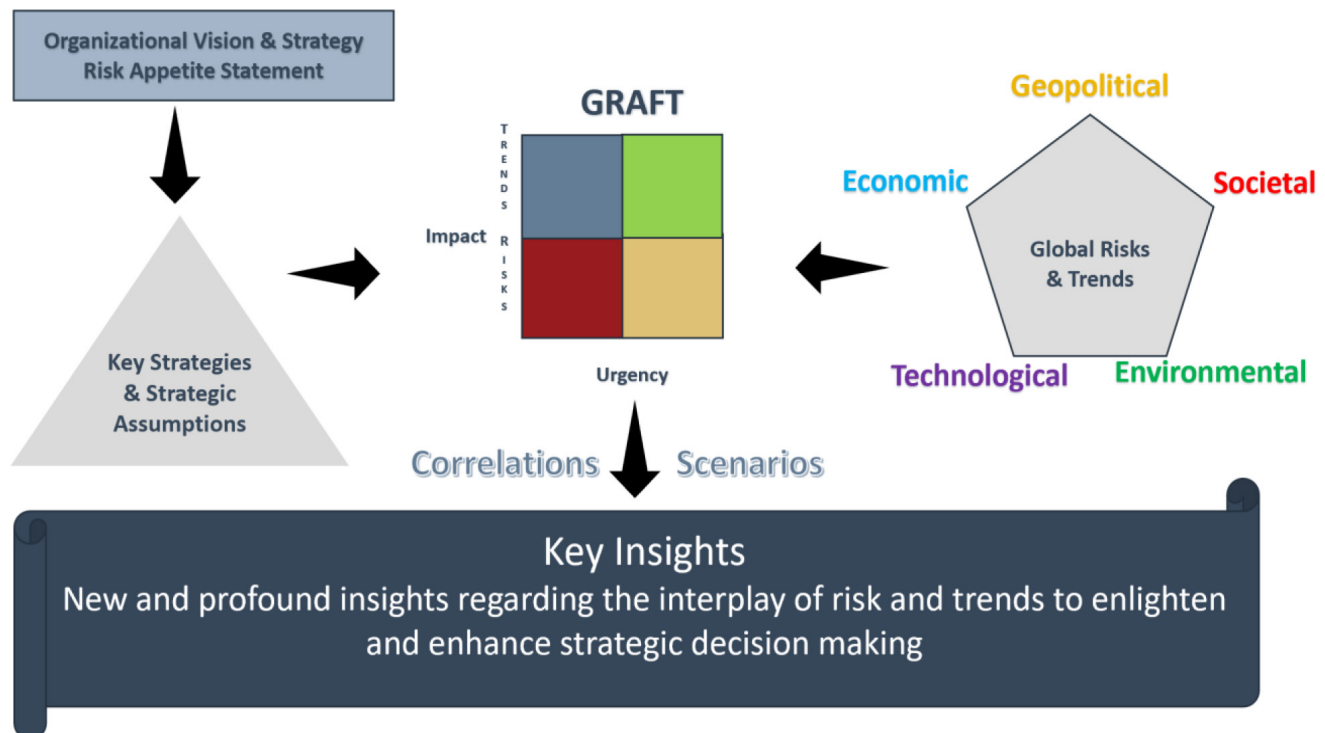 Organizational Vision & Strategy
Risk Appetite Statement
Key Strategies
& Strategic
Assumptions
GRAFT
TRENDS
Impact
RISKS
Urgency
Geopolitical
Economic
Societal
Global Risks
& Trends
Technological
Environmental
Correlations
Scenarios
Key Insights
New and profound insights regarding the interplay of risk and trends to enlighten
and enhance strategic decision making